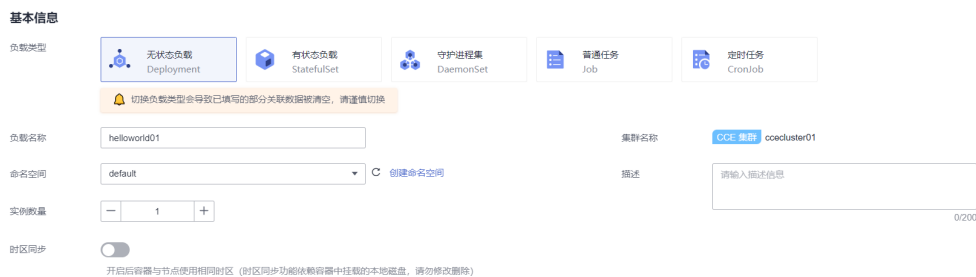 基本信息
负载类型
无状态负载
Deployment
有状态负载
StatefulSet
守护进程集
DaemonSet
普通任务
Job
定时任务
CronJob
切换负载类型会导致已填写的部分关联数据被清空，请谨慎切换
负载名称
helloworld01
集群名称
CCE 集群 ccecluster01
命名空间
default
创建命名空间
描述
请输入描述信息
0/200
实例数量
1
时区同步
开启后容器与节点使用相同时区（时区同步功能依赖容器中挂载的本地磁盘，请勿修改删除）